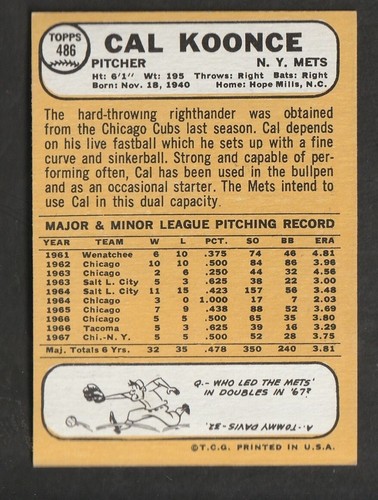 TOPPS
486
CAL KOONCE
PITCHER N. Y. METS
Ht: 6'1" Wt: 195 Throws: Right Bats: Right
Born: Nov. 18, 1940 Home: Hope Mills, N.C.
The hard-throwing righthander was obtained
from the Chicago Cubs last season. Cal depends
on his live fastball which he sets up with a fine
curve and sinkerball. Strong and capable of per-
forming often, Cal has been used in the bullpen
and as an occasional starter. The Mets intend to
use Cal in this dual capacity.
MAJOR & MINOR LEAGUE PITCHING RECORD
YEAR TEAM W L PCT. SO BB ERA
1961 Wenatchee 6 10 .375 74 46 4.81
1962 Chicago 10 10 .500 84 86 3.96
1963 Chicago 2 6 .250 44 32 4.56
1963 Salt L. City 5 3 .625 38 22 3.00
1964 Salt L. City 11 15 .423 157 56 3.48
1964 Chicago 3 0 1.000 17 7 2.03
1965 Chicago 7 9 .438 88 52 3.69
1966 Chicago 5 5 .500 65 35 3.80
1966 Tacoma 5 3 .625 39 16 3.29
1967 Chi.-N. Y. 5 5 .500 52 28 3.75
Maj. Totals 6 Yrs. 32 35 .478 350 240 3.81
Q.- WHO LED THE METS'
IN DOUBLES IN '67?
A.-TOMMY DAVIS-32.
©T.C.G. PRINTED IN U.S.A.